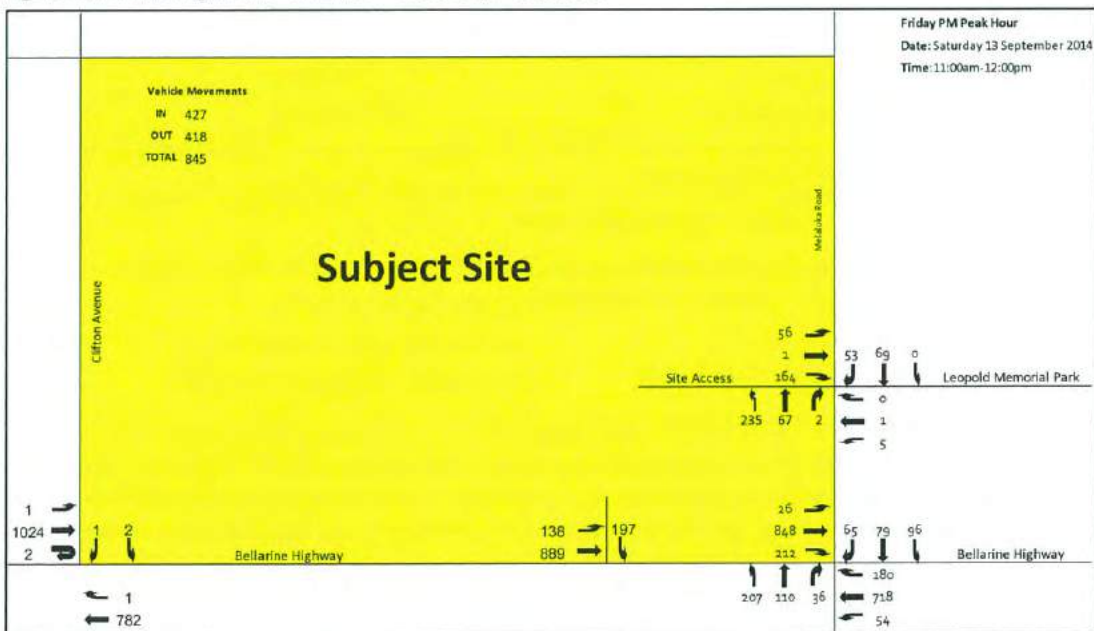 Friday PM Peak Hour
Date: Saturday 13 September 2014
Time: 11:00am-12:00pm
Vehicle Movements
IN 427
OUT 418
TOTAL 845
Melaluka Road
Subject Site
Clifton Avenue
56
1 53 69 0
Site Access 164 Leopold Memorial Park
0
235 67 2 1
5
1 26
1024 1 2 138 197 848 65 79 96
2 Bellarine Highway 889 212 Bellarine Highway
180
1 207 110 36 718
782 54